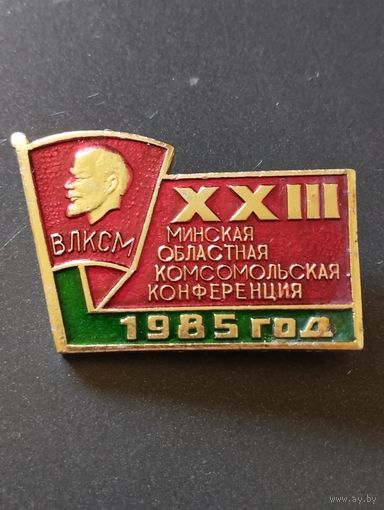 ВЛКСМ
XXIII
МИНСКАЯ
ОБЛАСТНАЯ
КОМСОМОЛЬСКАЯ
КОНФЕРЕНЦИЯ
1985 год
www.ay.by